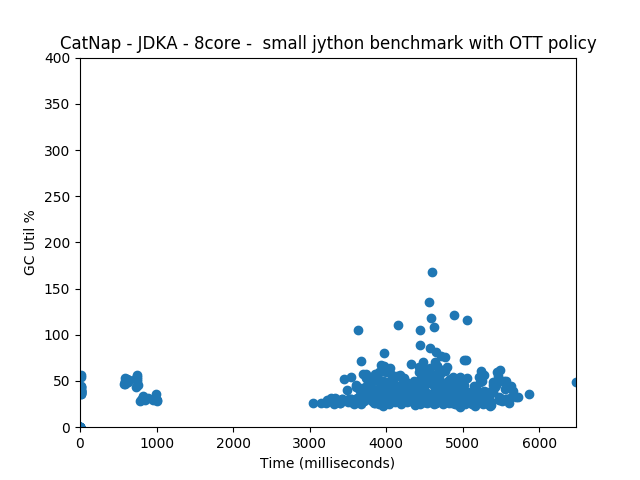 CatNap - JDKA - 8core -  small jython benchmark with OTT policy
400
350
300
250
200
150
100
50
0
GC Util %
0 1000 2000 3000 4000 5000 6000
Time (milliseconds)